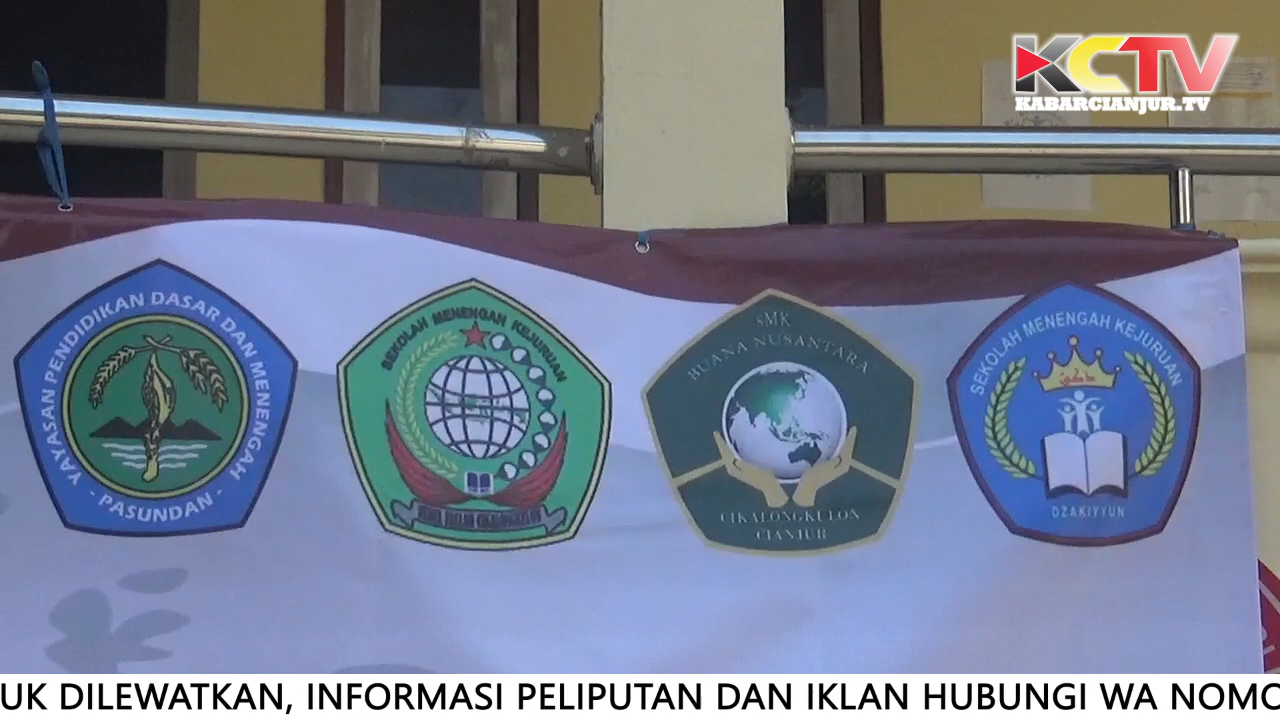 KCTV
KABARCIANJUR.TV
YAYASAN PENDIDIKAN DASAR DAN MENENGAH
- PASUNDAN -
SEKOLAH MENENGAH KEJURUAN
SMK
BUANA NUSANTARA
CIKALONGKULON
CIANJUR
SEKOLAH MENENGAH KEJURUAN
DZAKIYYUN
UK DILEWATKAN, INFORMASI PELIPUTAN DAN IKLAN HUBUNGI WA NOMO